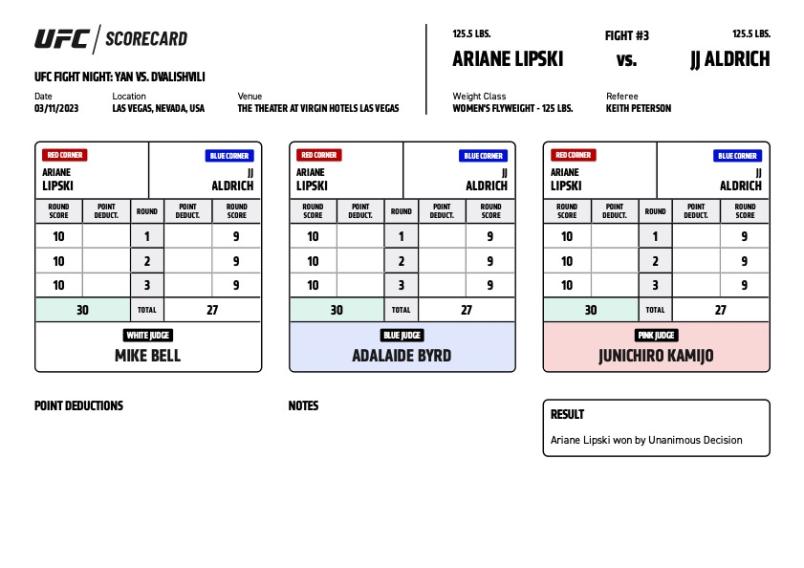 UFC / SCORECARD
UFC FIGHT NIGHT: YAN VS. DVALISHVILI
Date Location Venue
03/11/2023 LAS VEGAS, NEVADA, USA THE THEATER AT VIRGIN HOTELS LAS VEGAS
125.5 LBS. FIGHT #3 125.5 LBS.
ARIANE LIPSKI VS. JJ ALDRICH
Weight Class Referee
WOMEN'S FLYWEIGHT - 125 LBS. KEITH PETERSON
RED CORNER BLUE CORNER
ARIANE JJ
LIPSKI ALDRICH
ROUND SCORE POINT DEDUCT. ROUND POINT DEDUCT. ROUND SCORE
10 1 9
10 2 9
10 3 9
30 TOTAL 27
WHITE JUDGE
MIKE BELL
RED CORNER BLUE CORNER
ARIANE JJ
LIPSKI ALDRICH
ROUND SCORE POINT DEDUCT. ROUND POINT DEDUCT. ROUND SCORE
10 1 9
10 2 9
10 3 9
30 TOTAL 27
BLUE JUDGE
ADALAIDE BYRD
RED CORNER BLUE CORNER
ARIANE JJ
LIPSKI ALDRICH
ROUND SCORE POINT DEDUCT. ROUND POINT DEDUCT. ROUND SCORE
10 1 9
10 2 9
10 3 9
30 TOTAL 27
PINK JUDGE
JUNICHIRO KAMIJO
POINT DEDUCTIONS
NOTES
RESULT
Ariane Lipski won by Unanimous Decision